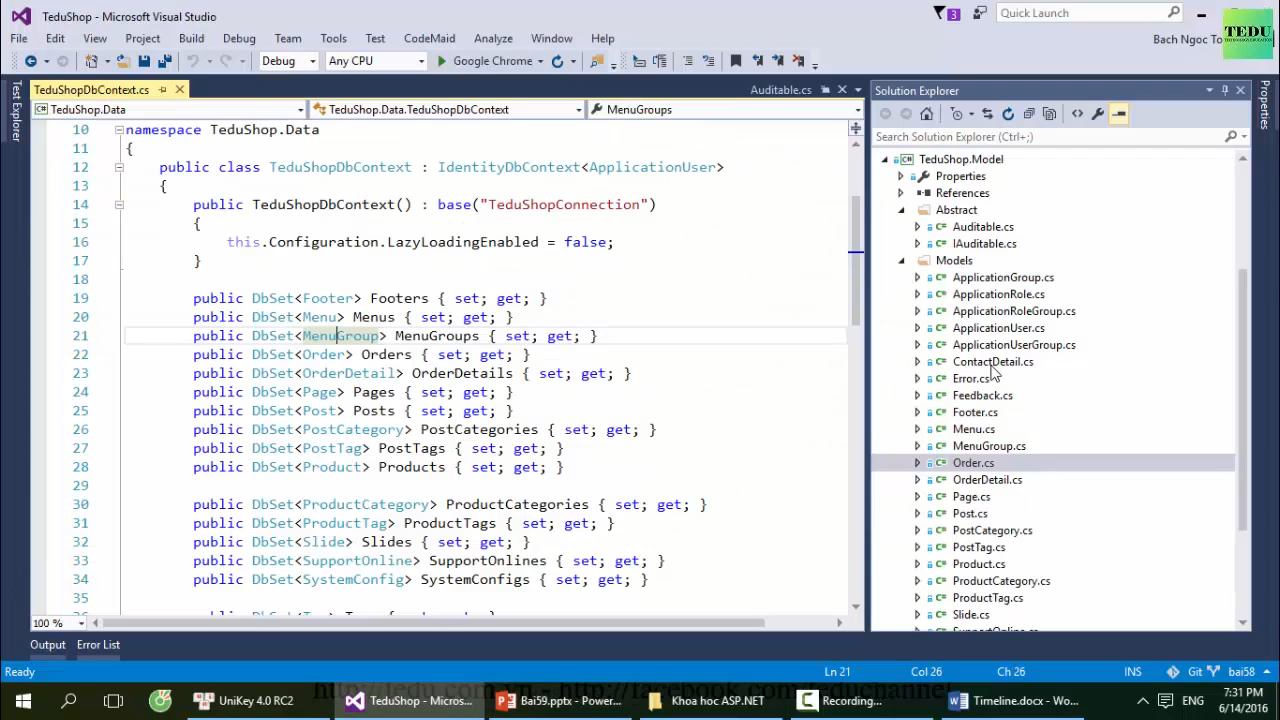 TeduShop - Microsoft Visual Studio
3
Quick Launch
File Edit View Project Build Debug Team Tools Test CodeMaid Analyze Window Help
Bach Ngoc To
TEDU
Debug Any CPU Google Chrome
Test Explorer
TeduShopDbContext.cs
Auditable.cs
Solution Explorer
Properties
TeduShop.Data
TeduShop.Data.TeduShopDbContext
MenuGroups
Search Solution Explorer (Ctrl+;)
10 namespace TeduShop.Data
11 {
12 public class TeduShopDbContext : IdentityDbContext<ApplicationUser>
13 {
14 public TeduShopDbContext() : base("TeduShopConnection")
15 {
16 this.Configuration.LazyLoadingEnabled = false;
17 }
18
19 public DbSet<Footer> Footers { set; get; }
20 public DbSet<Menu> Menus { set; get; }
21 public DbSet<MenuGroup> MenuGroups { set; get; }
22 public DbSet<Order> Orders { set; get; }
23 public DbSet<OrderDetail> OrderDetails { set; get; }
24 public DbSet<Page> Pages { set; get; }
25 public DbSet<Post> Posts { set; get; }
26 public DbSet<PostCategory> PostCategories { set; get; }
27 public DbSet<PostTag> PostTags { set; get; }
28 public DbSet<Product> Products { set; get; }
29
30 public DbSet<ProductCategory> ProductCategories { set; get; }
31 public DbSet<ProductTag> ProductTags { set; get; }
32 public DbSet<Slide> Slides { set; get; }
33 public DbSet<SupportOnline> SupportOnlines { set; get; }
34 public DbSet<SystemConfig> SystemConfigs { set; get; }
35
TeduShop.Model
Properties
References
Abstract
Auditable.cs
IAuditable.cs
Models
ApplicationGroup.cs
ApplicationRole.cs
ApplicationRoleGroup.cs
ApplicationUser.cs
ApplicationUserGroup.cs
ContactDetail.cs
Error.cs
Feedback.cs
Footer.cs
Menu.cs
MenuGroup.cs
Order.cs
OrderDetail.cs
Page.cs
Post.cs
PostCategory.cs
PostTag.cs
Product.cs
ProductCategory.cs
ProductTag.cs
Slide.cs
SupportOnline.cs
100 %
Output Error List
Ready Ln 21 Col 26 Ch 26 INS Git bai58
UniKey 4.0 RC2
TeduShop - Micros...
Bai59.pptx - Power...
Khoa hoc ASP.NET
Recording...
Timeline.docx - Wo...
ENG
7:31 PM
6/14/2016